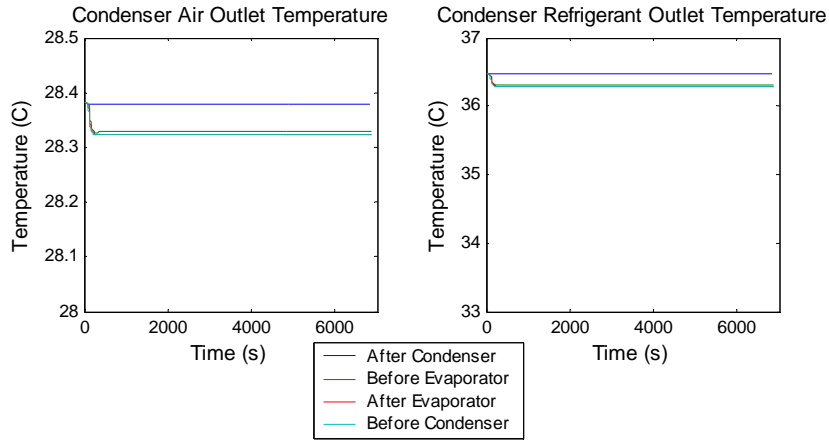 Condenser Air Outlet Temperature
28.5
28.4
28.3
28.2
28.1
28
Temperature (C)
0 2000 4000 6000
Time (s)
Condenser Refrigerant Outlet Temperature
37
36
35
34
33
Temperature (C)
0 2000 4000 6000
Time (s)
After Condenser
Before Evaporator
After Evaporator
Before Condenser